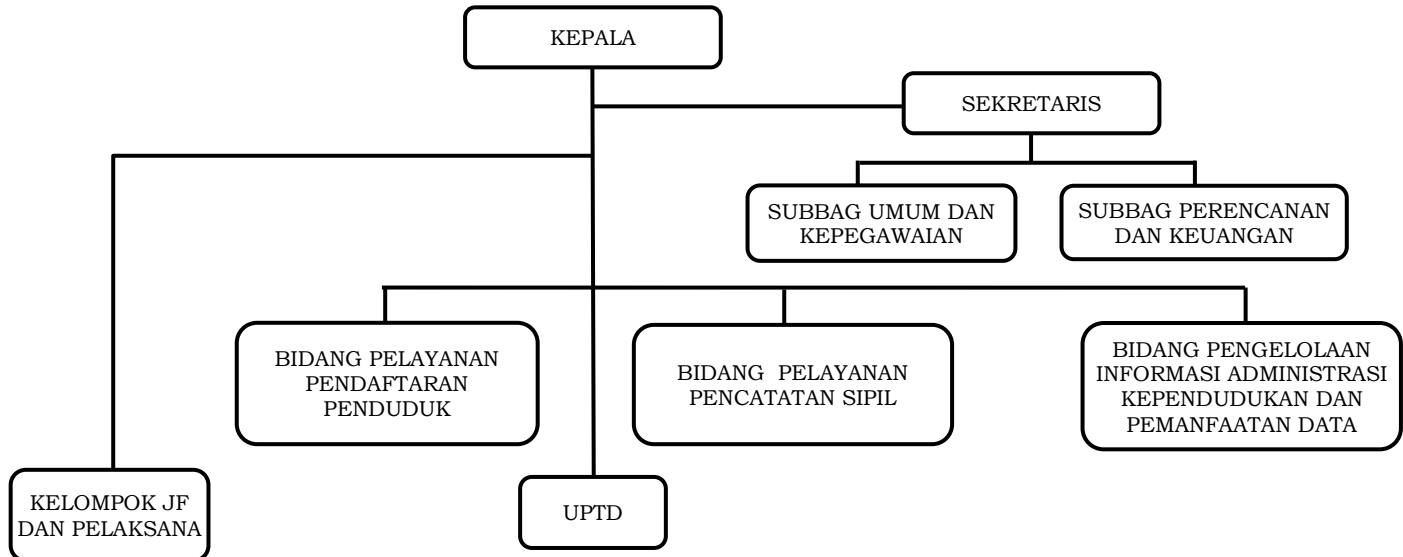 KEPALA
SEKRETARIS
SUBBAG UMUM DAN
KEPEGAWAIAN
SUBBAG PERENCANAN
DAN KEUANGAN
BIDANG PELAYANAN
PENDAFTARAN
PENDUDUK
BIDANG PELAYANAN
PENCATATAN SIPIL
BIDANG PENGELOLAAN
INFORMASI ADMINISTRASI
KEPENDUDUKAN DAN
PEMANFAATAN DATA
KELOMPOK JF
DAN PELAKSANA
UPTD